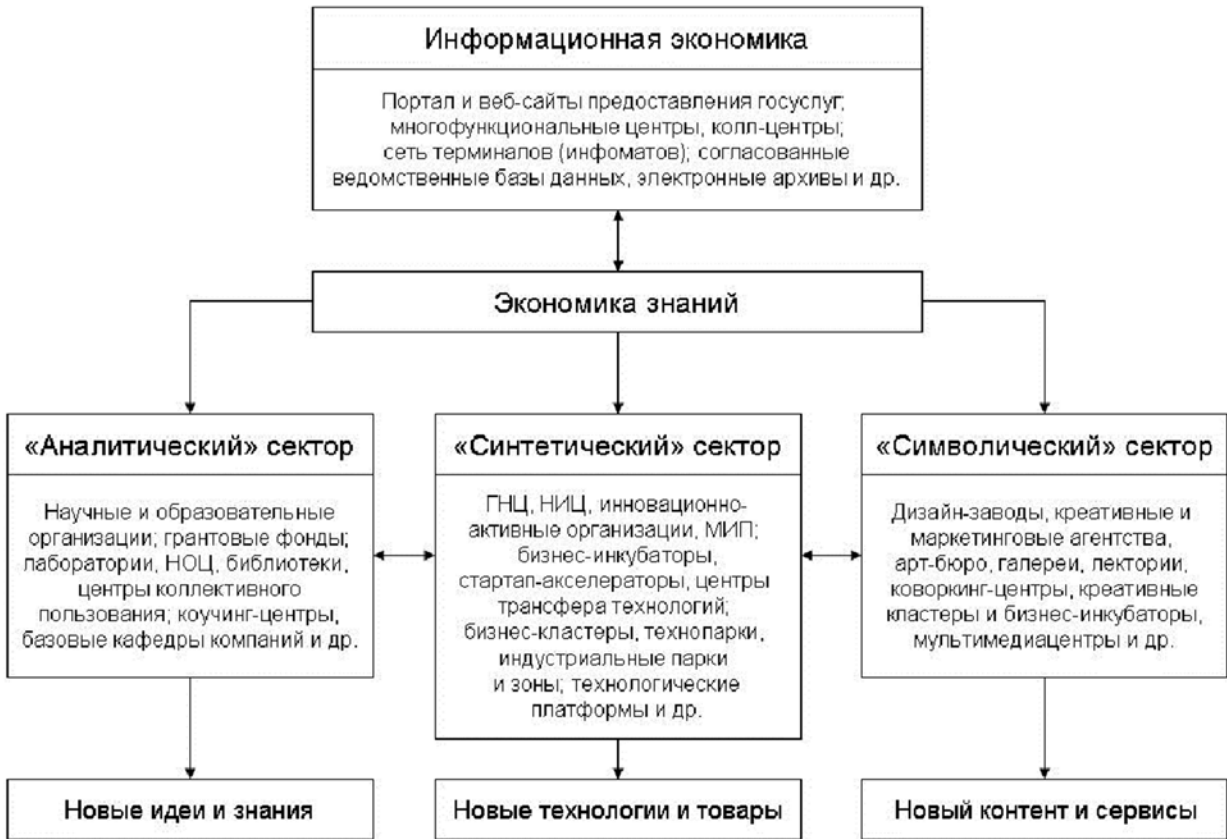 Информационная экономика
Портал и веб-сайты предоставления госуслуг;
многофункциональные центры, колл-центры;
сеть терминалов (инфоматов); согласованные
ведомственные базы данных, электронные архивы и др.
Экономика знаний
«Аналитический» сектор
Научные и образовательные
организации; грантовые фонды;
лаборатории, НОЦ, библиотеки,
центры коллективного
пользования; коучинг-центры,
базовые кафедры компаний и др.
«Синтетический» сектор
ГНЦ, НИЦ, инновационно-
активные организации, МИП;
бизнес-инкубаторы,
стартап-акселераторы, центры
трансфера технологий;
бизнес-кластеры, технопарки,
индустриальные парки
и зоны; технологические
платформы и др.
«Символический» сектор
Дизайн-заводы, креативные и
маркетинговые агентства,
арт-бюро, галереи, лектории,
коворкинг-центры, креативные
кластеры и бизнес-инкубаторы,
мультимедиацентры и др.
Новые идеи и знания
Новые технологии и товары
Новый контент и сервисы